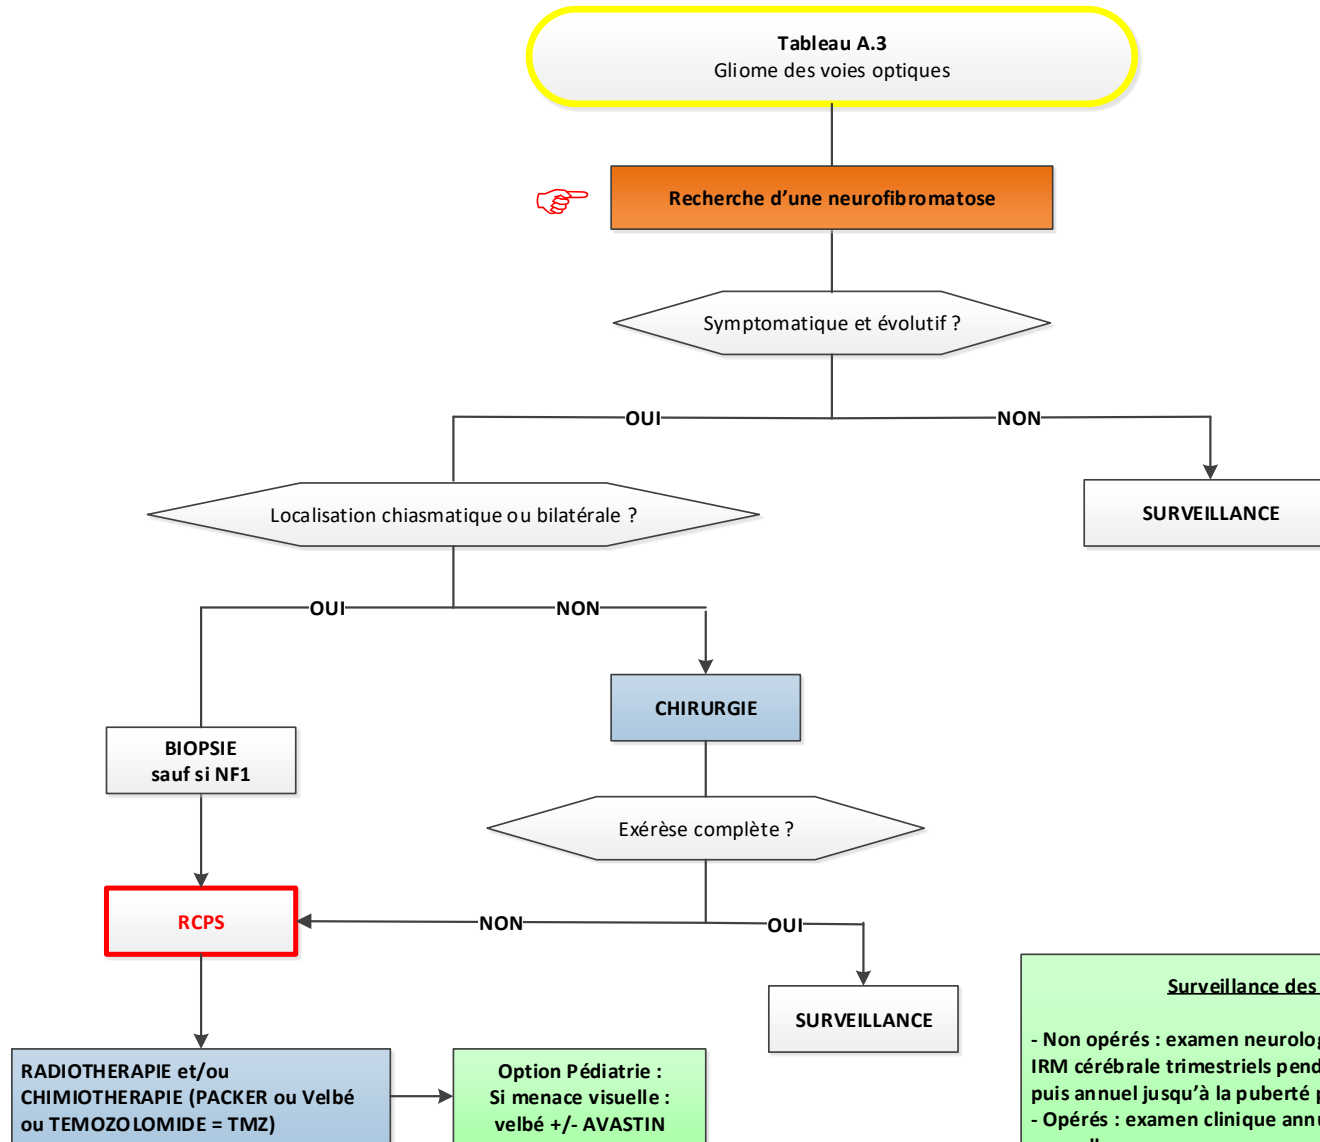 Tableau A.3
Gliome des voies optiques
Recherche d'une neurofibromatose
Symptomatique et évolutif ?
OUI
NON
Localisation chiasmatique ou bilatérale ?
SURVEILLANCE
OUI
NON
CHIRURGIE
BIOPSIE
sauf si NF1
Exérèse complète ?
RCPS
NON
OUI
SURVEILLANCE
RADIOTHERAPIE et/ou
CHIMIOTHERAPIE (PACKER ou Velbé
ou TEMOZOLOMIDE = TMZ)
Option Pédiatrie :
Si menace visuelle :
velbé +/- AVASTIN
Surveillance des
- Non opérés : examen neurolog
IRM cérébrale trimestriels pend
puis annuel jusqu'à la puberté p
- Opérés : examen clinique annu